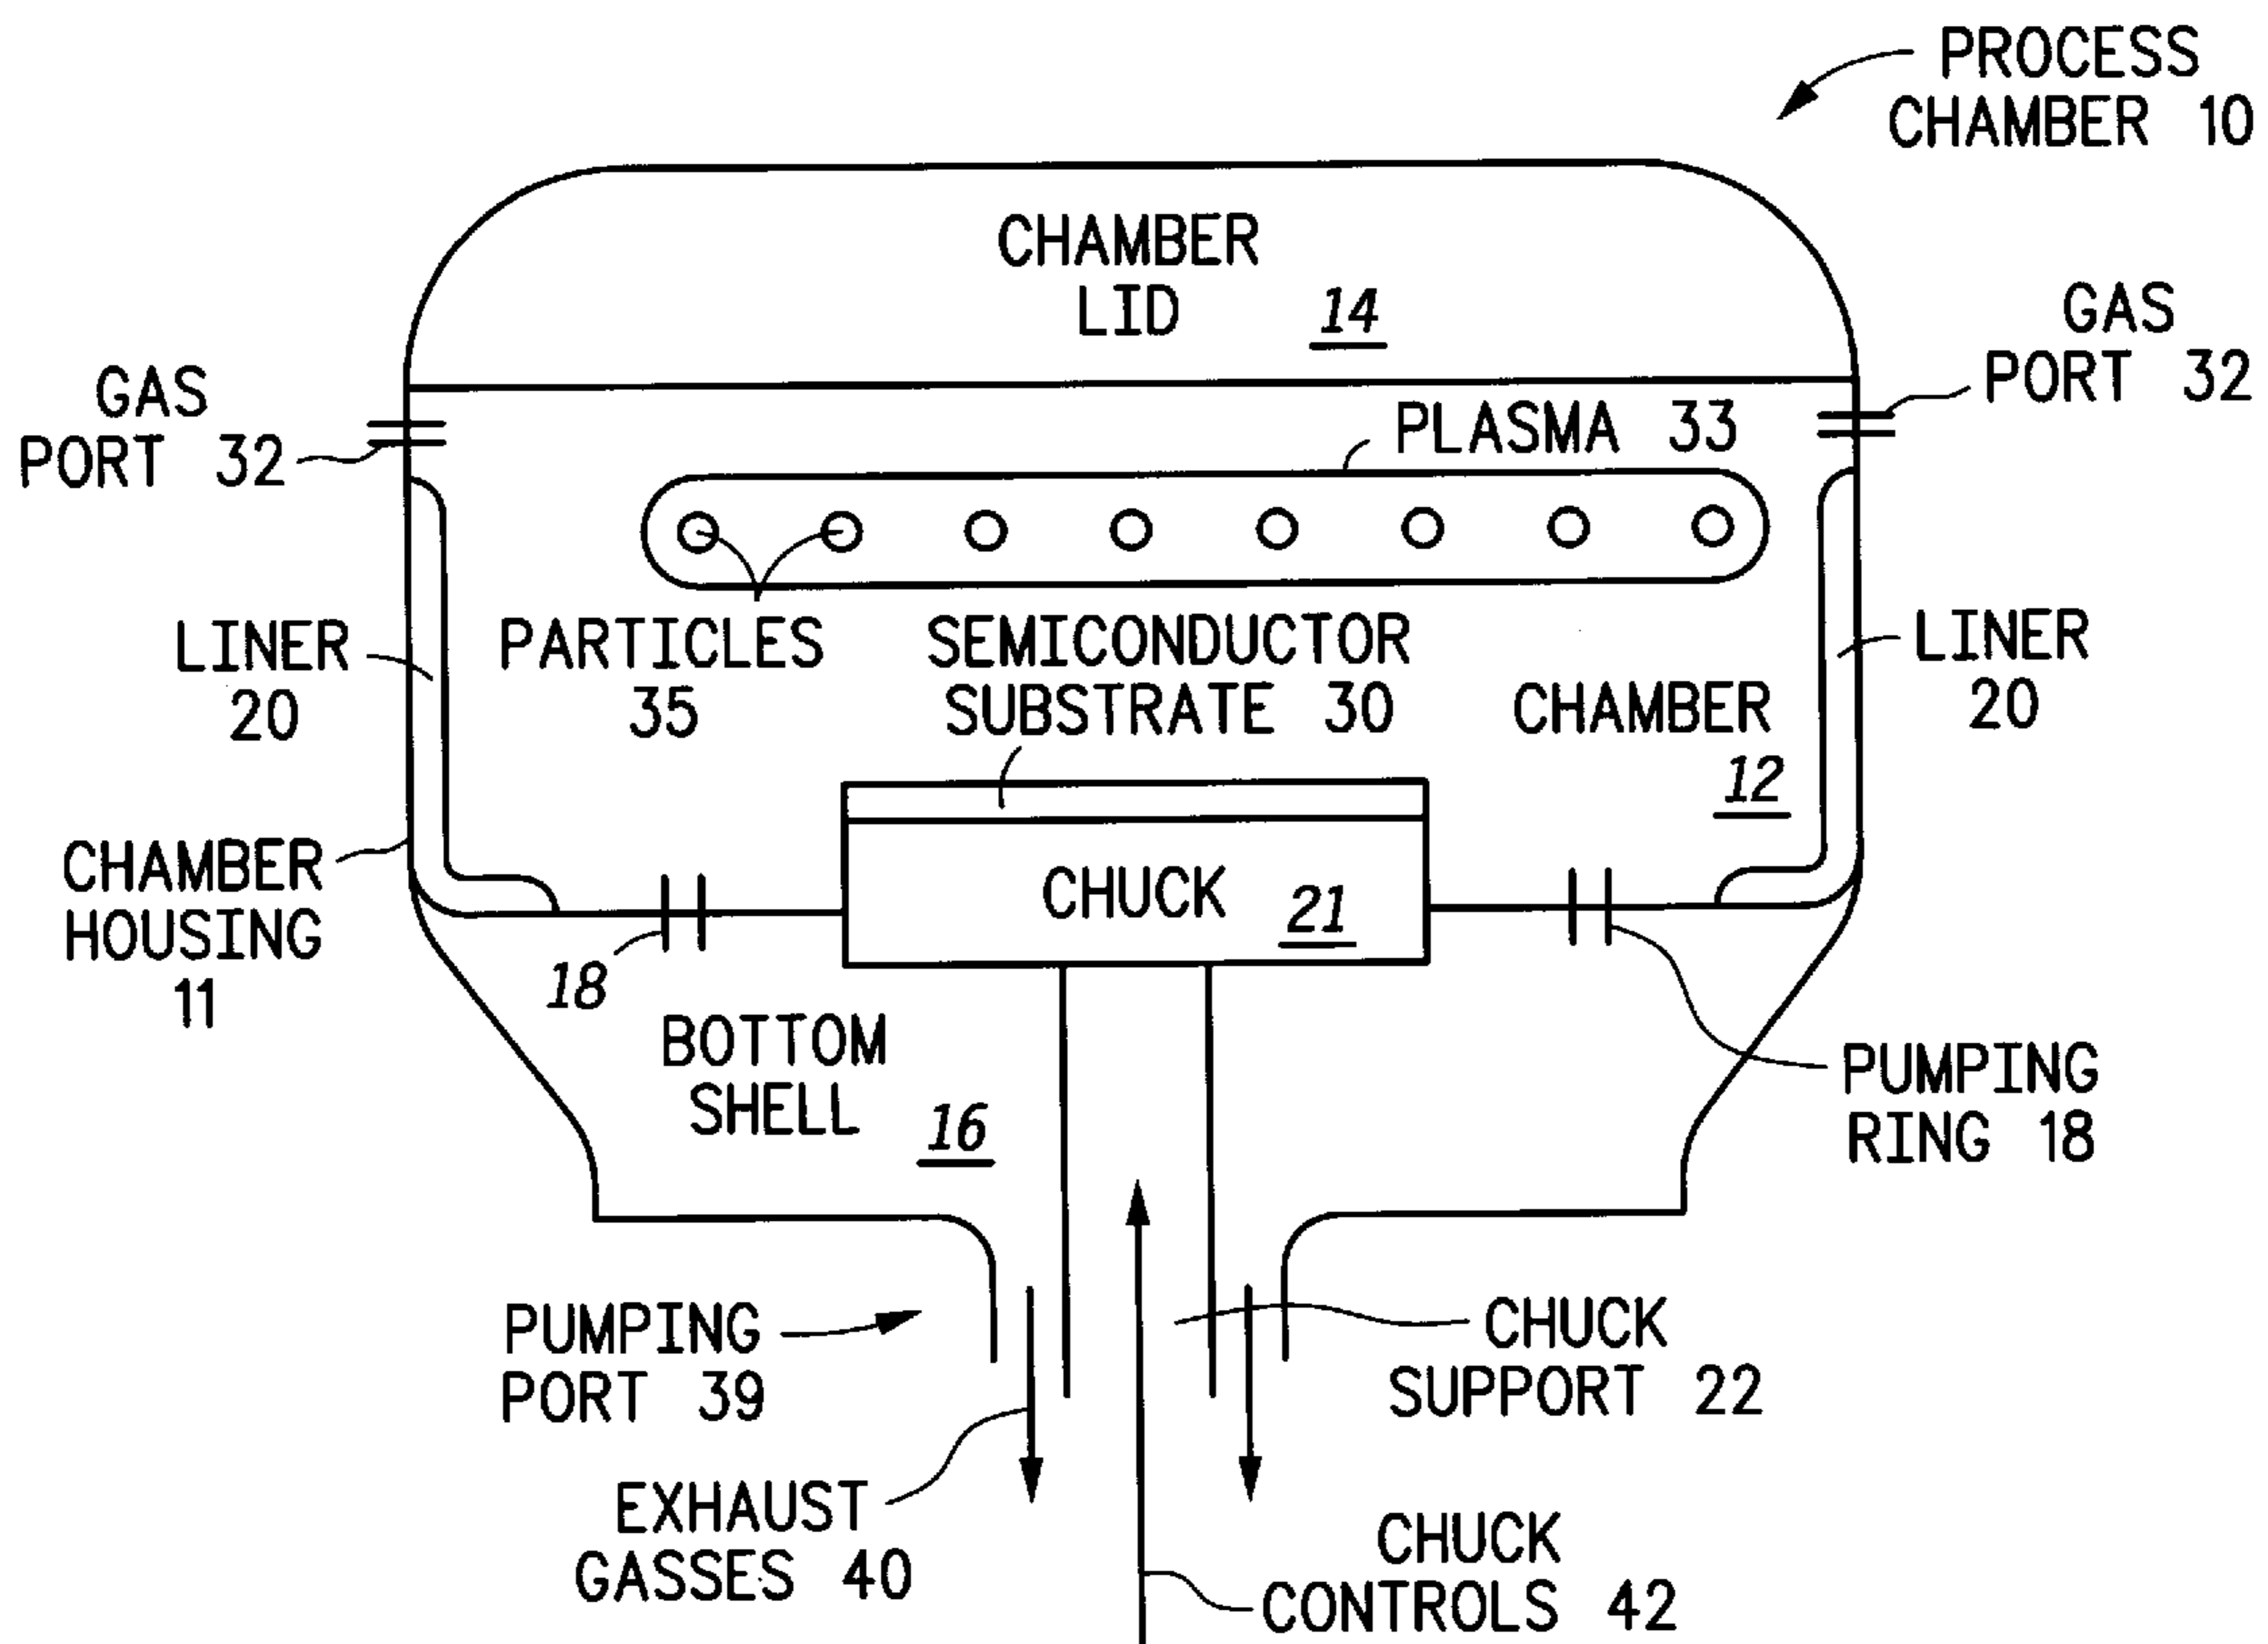 PROCESS
CHAMBER 10
CHAMBER
LID 14
GAS
PORT 32
GAS
PORT 32
PLASMA 33
LINER
20
PARTICLES
35
SEMICONDUCTOR
SUBSTRATE 30
CHAMBER
12
LINER
20
CHAMBER
HOUSING
11
18
CHUCK 21
BOTTOM
SHELL
16
PUMPING
RING 18
PUMPING
PORT 39
CHUCK
SUPPORT 22
EXHAUST
GASSES 40
CHUCK
CONTROLS 42